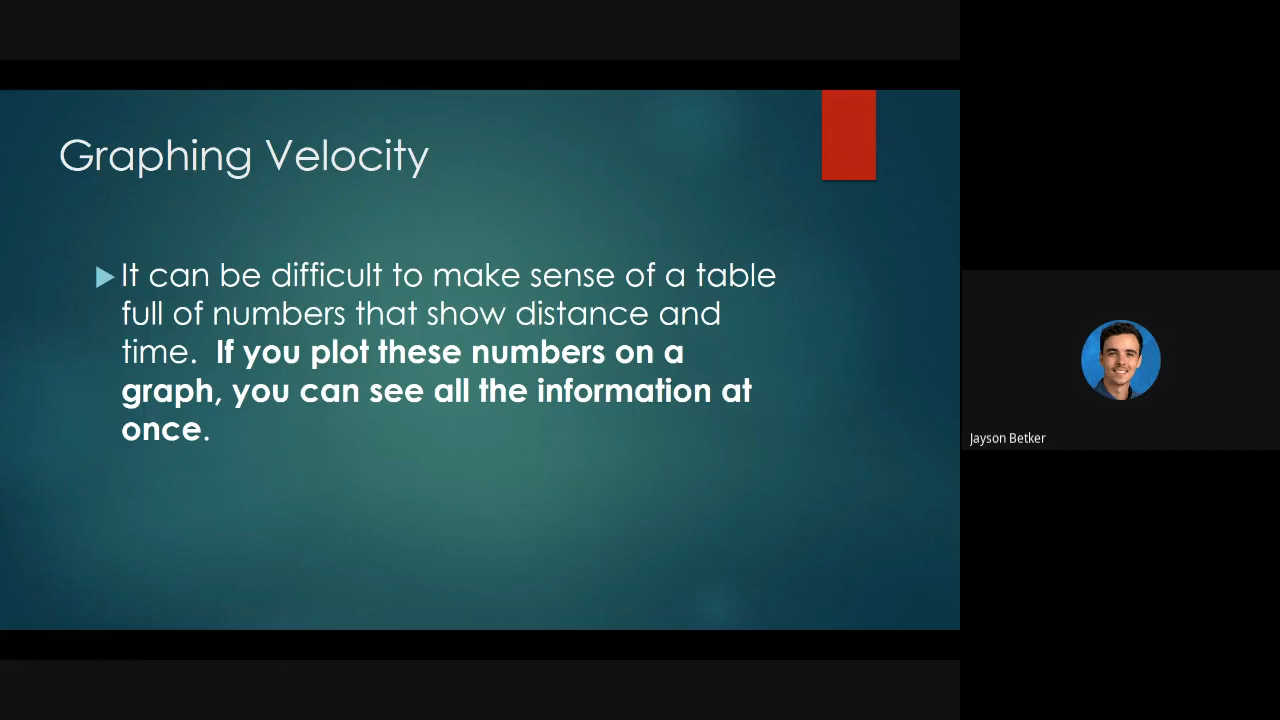 Graphing Velocity
It can be difficult to make sense of a table
full of numbers that show distance and
time.  If you plot these numbers on a
graph, you can see all the information at
once.
Jayson Betker